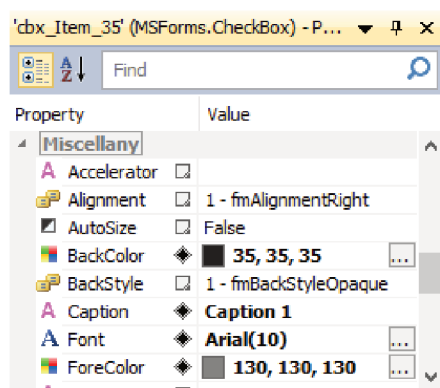 'cbx_Item_35' (MSForms.CheckBox) - P...
Find
Property Value
Miscellany
Accelerator
Alignment 1 - fmAlignmentRight
AutoSize False
BackColor 35, 35, 35 ...
BackStyle 1 - fmBackStyleOpaque
Caption Caption 1
Font Arial(10) ...
ForeColor 130, 130, 130 ...